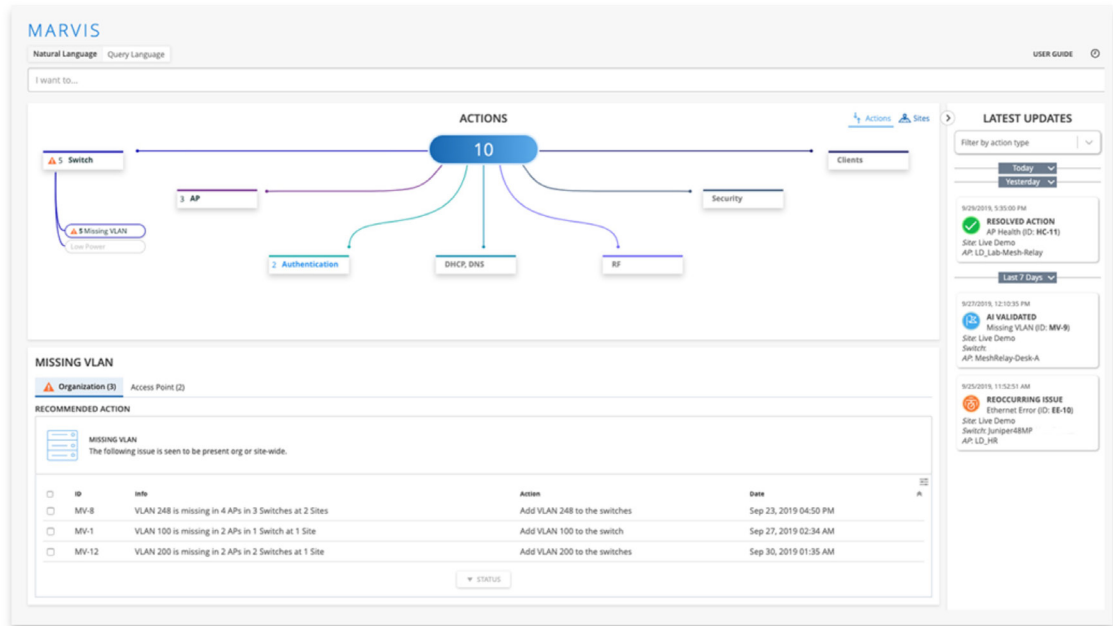 MARVIS
Natural Language Query Language
USER GUIDE
I want to...
ACTIONS
Actions Sites
10
5 Switch
Clients
3 AP
Security
5 Missing VLAN
Low Power
2 Authentication
DHCP, DNS
RF
MISSING VLAN
Organization (3) Access Point (2)
RECOMMENDED ACTION
MISSING VLAN
The following issue is seen to be present org or site-wide.
ID Info Action Date
MV-8 VLAN 248 is missing in 4 APs in 3 Switches at 2 Sites Add VLAN 248 to the switches Sep 23, 2019 04:50 PM
MV-1 VLAN 100 is missing in 2 APs in 1 Switch at 1 Site Add VLAN 100 to the switch Sep 27, 2019 02:34 AM
MV-12 VLAN 200 is missing in 2 APs in 2 Switches at 1 Site Add VLAN 200 to the switches Sep 30, 2019 01:35 AM
STATUS
LATEST UPDATES
Filter by action type
Today
Yesterday
9/29/2019, 5:35:00 PM
RESOLVED ACTION
AP Health (ID: HC-11)
Site: Live Demo
AP: LD_Lab-Mesh-Relay
Last 7 Days
9/27/2019, 12:10:35 PM
AI VALIDATED
Missing VLAN (ID: MV-9)
Site: Live Demo
Switch:
AP: MeshRelay-Desk-A
9/25/2019, 11:52:51 AM
REOCCURRING ISSUE
Ethernet Error (ID: EE-10)
Site: Live Demo
Switch: Juniper48MP
AP: LD_HR